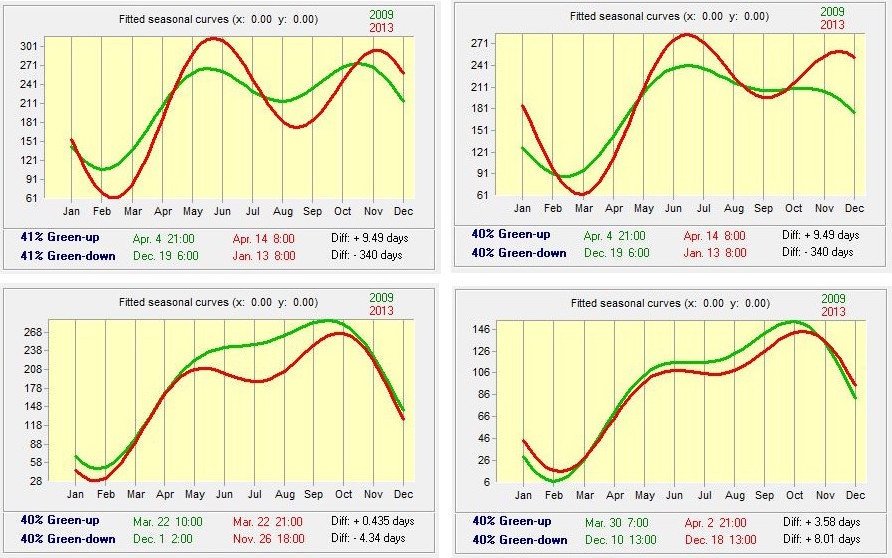 Fitted seasonal curves (x: 0.00 y: 0.00)
2009
2013
301
271
241
211
181
151
121
91
61
Jan Feb Mar Apr May Jun Jul Aug Sep Oct Nov Dec
41% Green-up Apr. 4 21:00 Apr. 14 8:00 Diff: + 9.49 days
41% Green-down Dec. 19 6:00 Jan. 13 8:00 Diff: - 340 days
Fitted seasonal curves (x: 0.00 y: 0.00)
2009
2013
271
241
211
181
151
121
91
61
Jan Feb Mar Apr May Jun Jul Aug Sep Oct Nov Dec
40% Green-up Apr. 4 21:00 Apr. 14 8:00 Diff: + 9.49 days
40% Green-down Dec. 19 6:00 Jan. 13 8:00 Diff: - 340 days
Fitted seasonal curves (x: 0.00 y: 0.00)
2009
2013
268
238
208
178
148
118
88
58
28
Jan Feb Mar Apr May Jun Jul Aug Sep Oct Nov Dec
40% Green-up Mar. 22 10:00 Mar. 22 21:00 Diff: + 0.435 days
40% Green-down Dec. 1 2:00 Nov. 26 18:00 Diff: - 4.34 days
Fitted seasonal curves (x: 0.00 y: 0.00)
2009
2013
146
126
106
86
66
46
26
6
Jan Feb Mar Apr May Jun Jul Aug Sep Oct Nov Dec
40% Green-up Mar. 30 7:00 Apr. 2 21:00 Diff: + 3.58 days
40% Green-down Dec. 10 13:00 Dec. 18 13:00 Diff: + 8.01 days